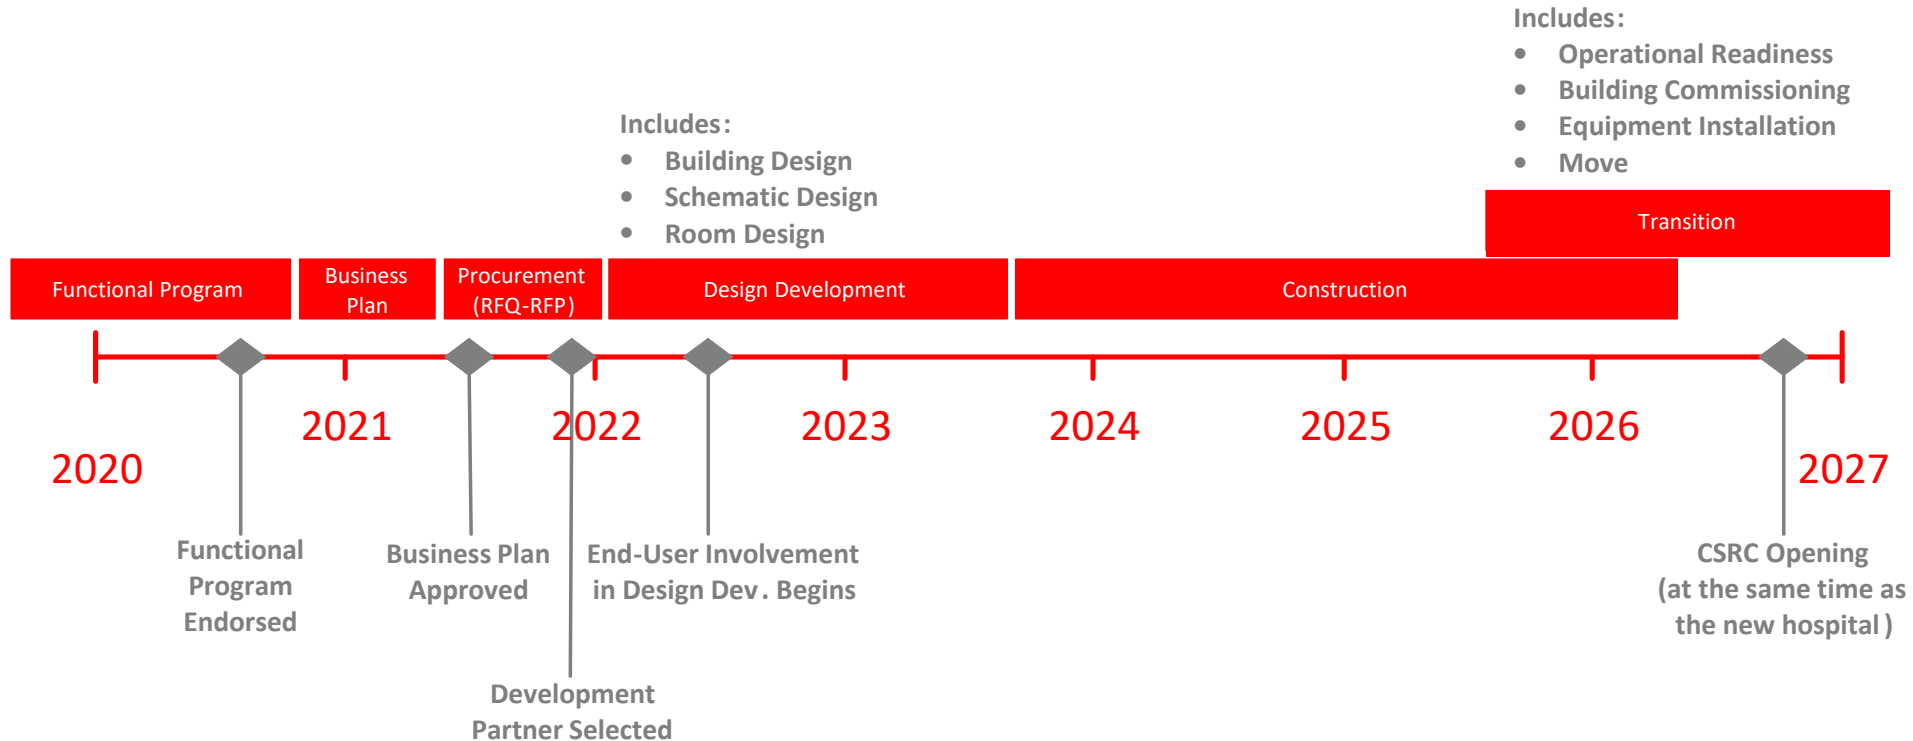 Includes:
• Operational Readiness
• Building Commissioning
• Equipment Installation
• Move
Includes:
• Building Design
• Schematic Design
• Room Design
Transition
Functional Program
Business
Plan
Procurement
(RFQ-RFP)
Design Development
Construction
2020
2021
2022
2023
2024
2025
2026
2027
Functional
Program
Endorsed
Business Plan
Approved
Development
Partner Selected
End-User Involvement
in Design Dev. Begins
CSRC Opening
(at the same time as
the new hospital)